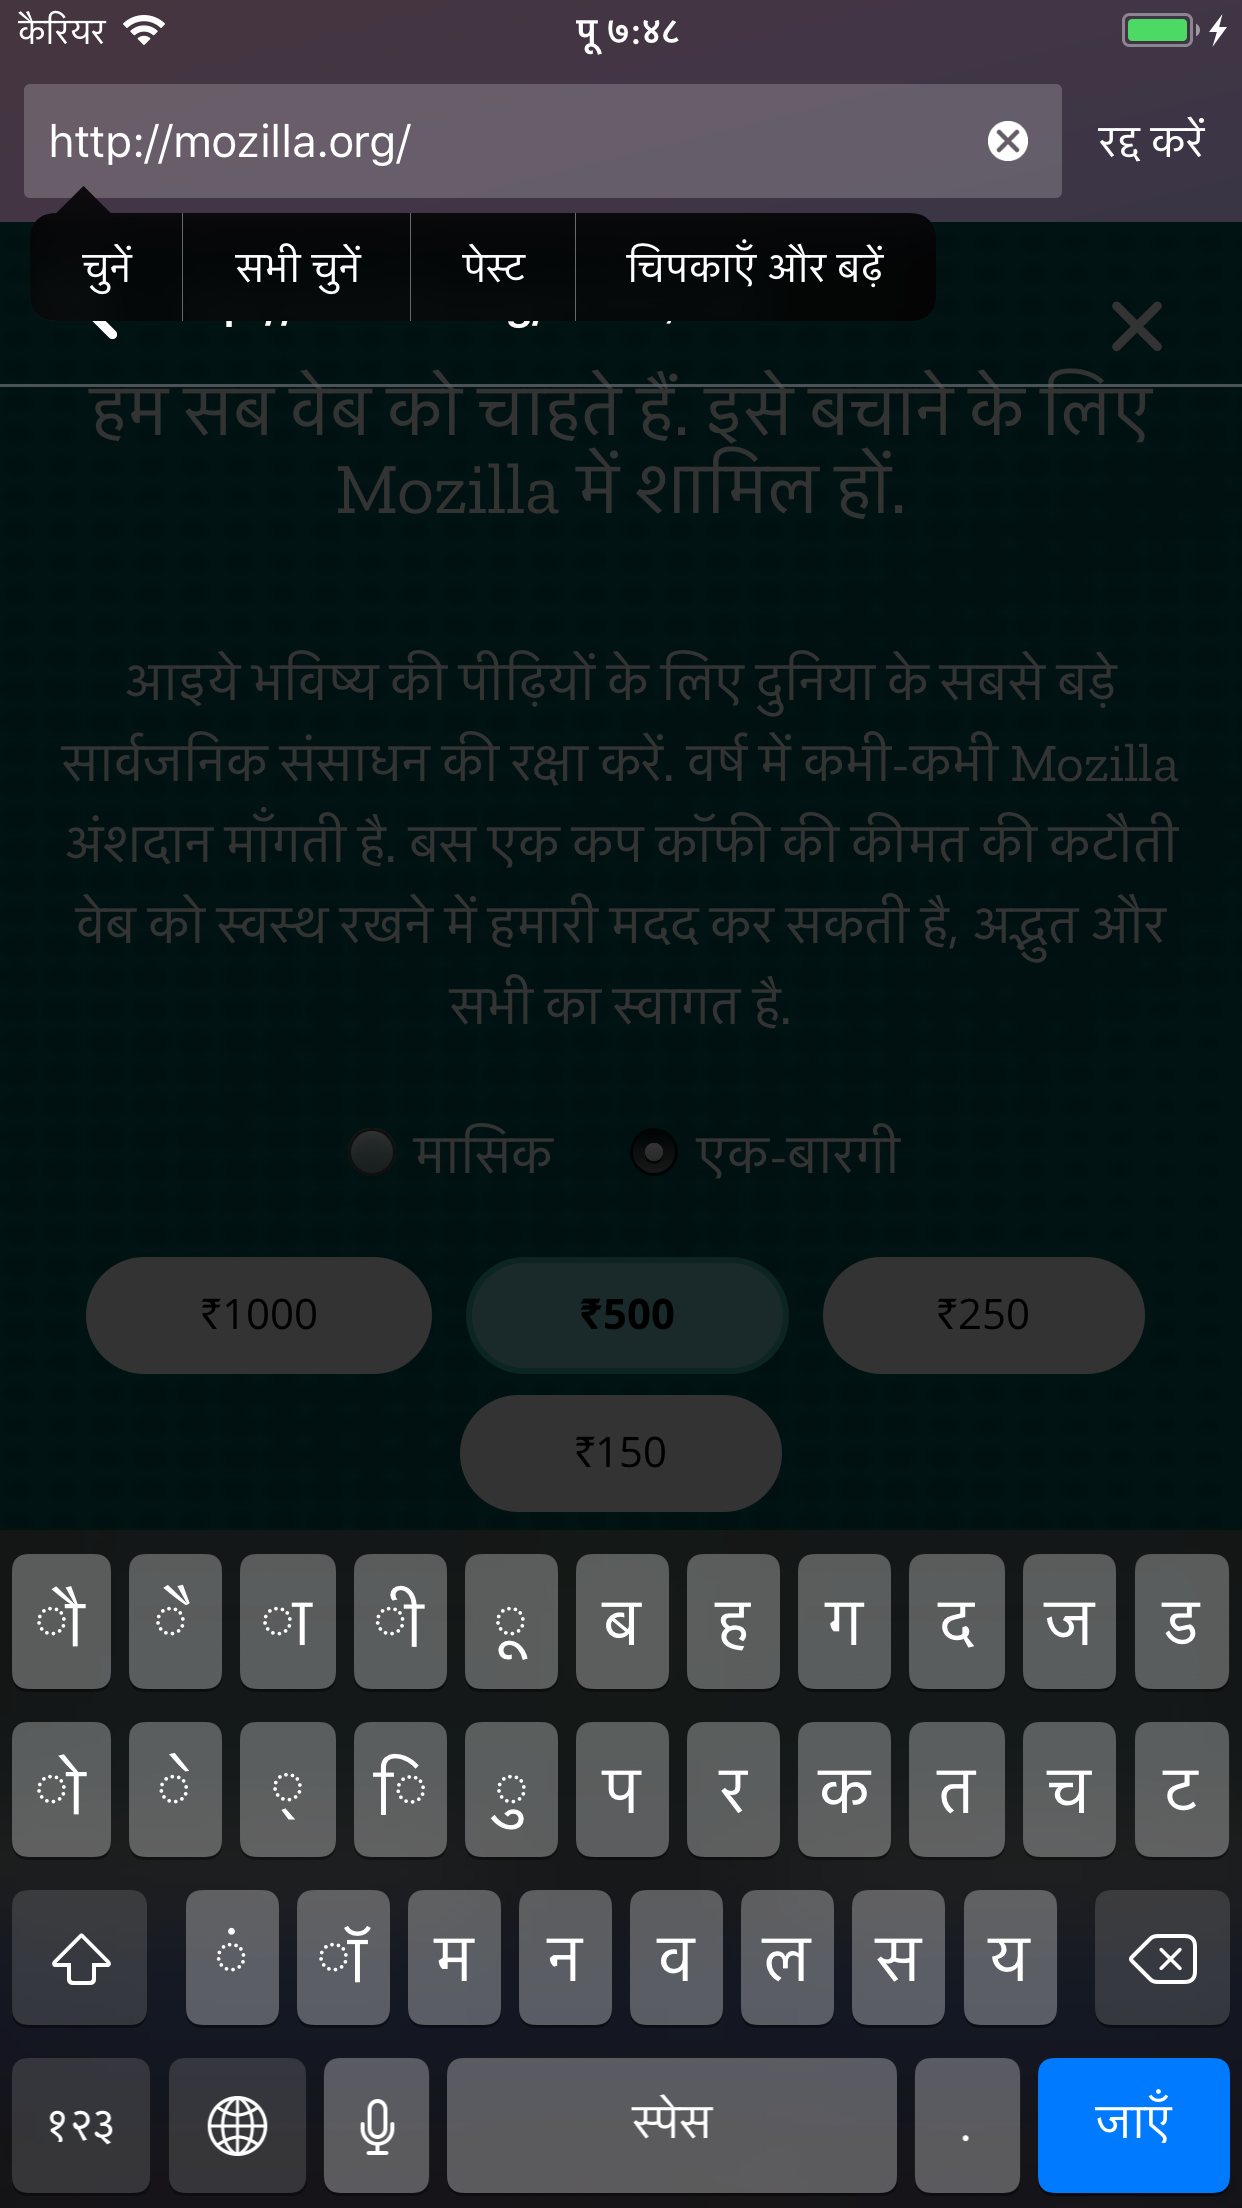 कैरियर पू ७:४८
http://mozilla.org/ रद्द करें
चुनें सभी चुनें पेस्ट चिपकाएँ और बढ़ें
हम सब वेब को चाहते हैं. इसे बचाने के लिए
Mozilla में शामिल हों.
आइये भविष्य की पीढ़ियों के लिए दुनिया के सबसे बड़े
सार्वजनिक संसाधन की रक्षा करें. वर्ष में कभी-कभी Mozilla
अंशदान माँगती है. बस एक कप कॉफी की कीमत की कटौती
वेब को स्वस्थ रखने में हमारी मदद कर सकती है, अद्भुत और
सभी का स्वागत है.
मासिक एक-बारगी
₹1000 ₹500 ₹250
₹150
ौ ै ा ी ू ब ह ग द ज ड
ो े ् ि ु प र क त च ट
ं ॉ म न व ल स य
१२३ स्पेस . जाएँ